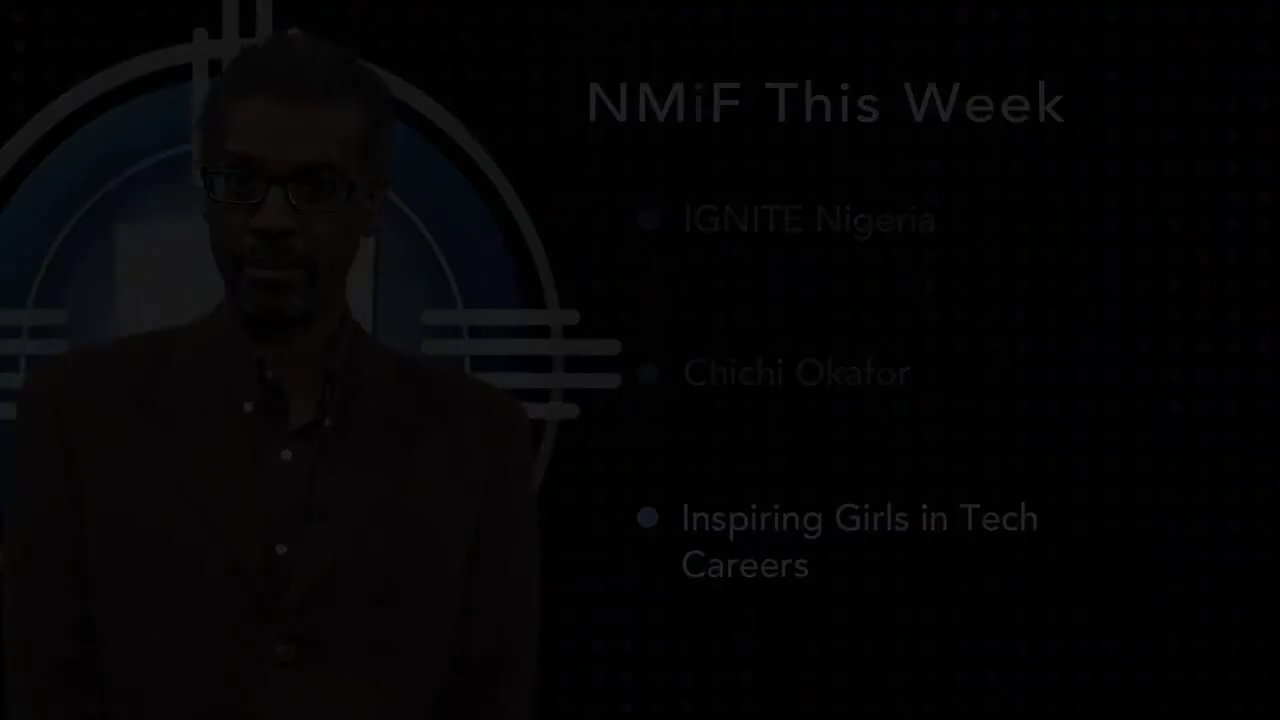 NMiF This Week
IGNITE Nigeria
Chichi Okafor
Inspiring Girls in Tech
Careers